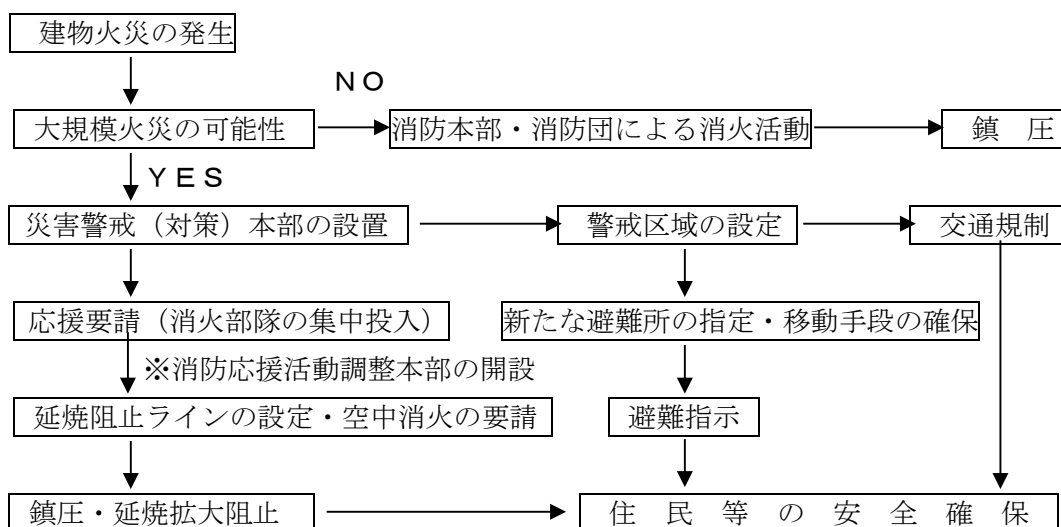 建物火災の発生
NO
大規模火災の可能性 消防本部・消防団による消火活動 鎮 圧
YES
災害警戒（対策）本部の設置 警戒区域の設定 交通規制
応援要請（消火部隊の集中投入） 新たな避難所の指定・移動手段の確保
※消防応援活動調整本部の開設
延焼阻止ラインの設定・空中消火の要請 避難指示
鎮圧・延焼拡大阻止 住 民 等 の 安 全 確 保